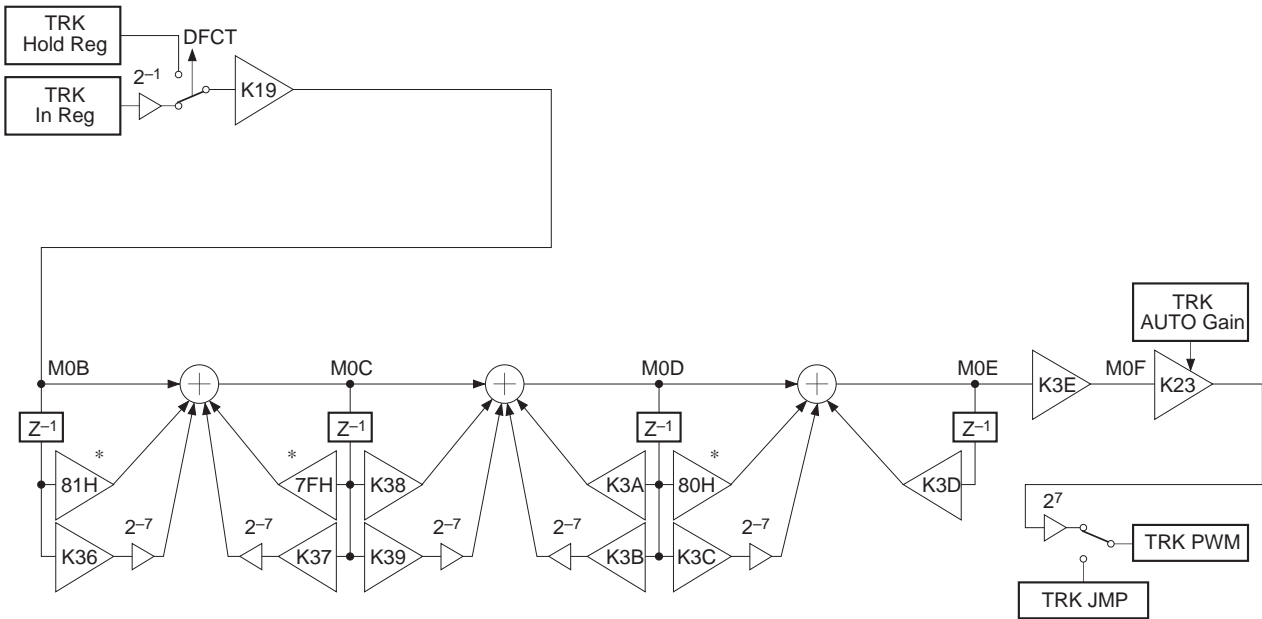 TRK
Hold Reg
DFCT
2⁻¹
K19
TRK
In Reg
TRK
AUTO Gain
M0B
M0C
M0D
M0E
K3E
M0F
K23
Z⁻¹
Z⁻¹
Z⁻¹
Z⁻¹
*
*
*
81H
7FH
K38
K3A
80H
K3D
2⁻⁷
2⁻⁷
2⁻⁷
2⁻⁷
2⁻⁷
K36
K37
K39
K3B
K3C
2⁷
TRK PWM
TRK JMP